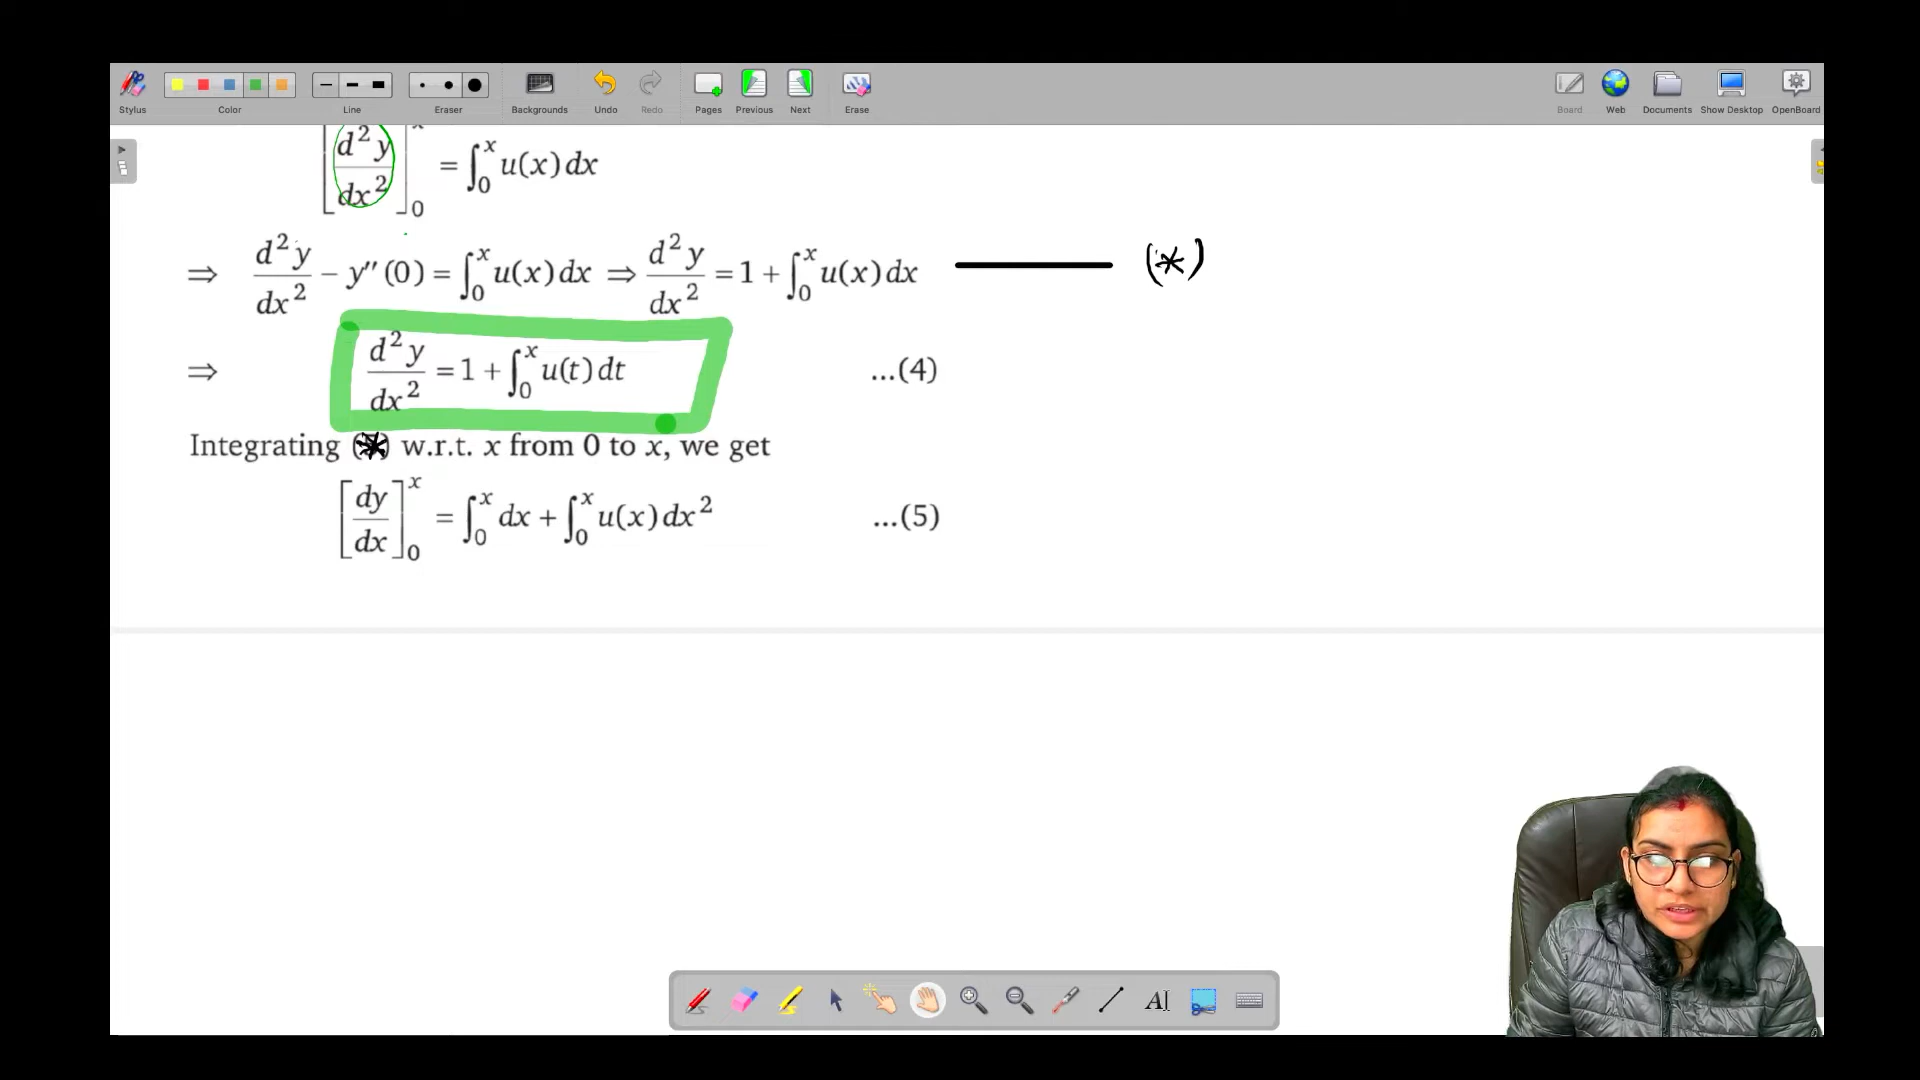 Stylus Color Line Eraser Backgrounds Undo Redo Pages Previous Next Erase Board Web Documents Show Desktop OpenBoard
[d²y/dx²]₀ˣ = ∫₀ˣ u(x) dx
⇒ d²y/dx² − y″(0) = ∫₀ˣ u(x) dx ⇒ d²y/dx² = 1 + ∫₀ˣ u(x) dx ——— (*)
⇒ d²y/dx² = 1 + ∫₀ˣ u(t) dt ...(4)
Integrating (*) w.r.t. x from 0 to x, we get
[dy/dx]₀ˣ = ∫₀ˣ dx + ∫₀ˣ u(x) dx² ...(5)